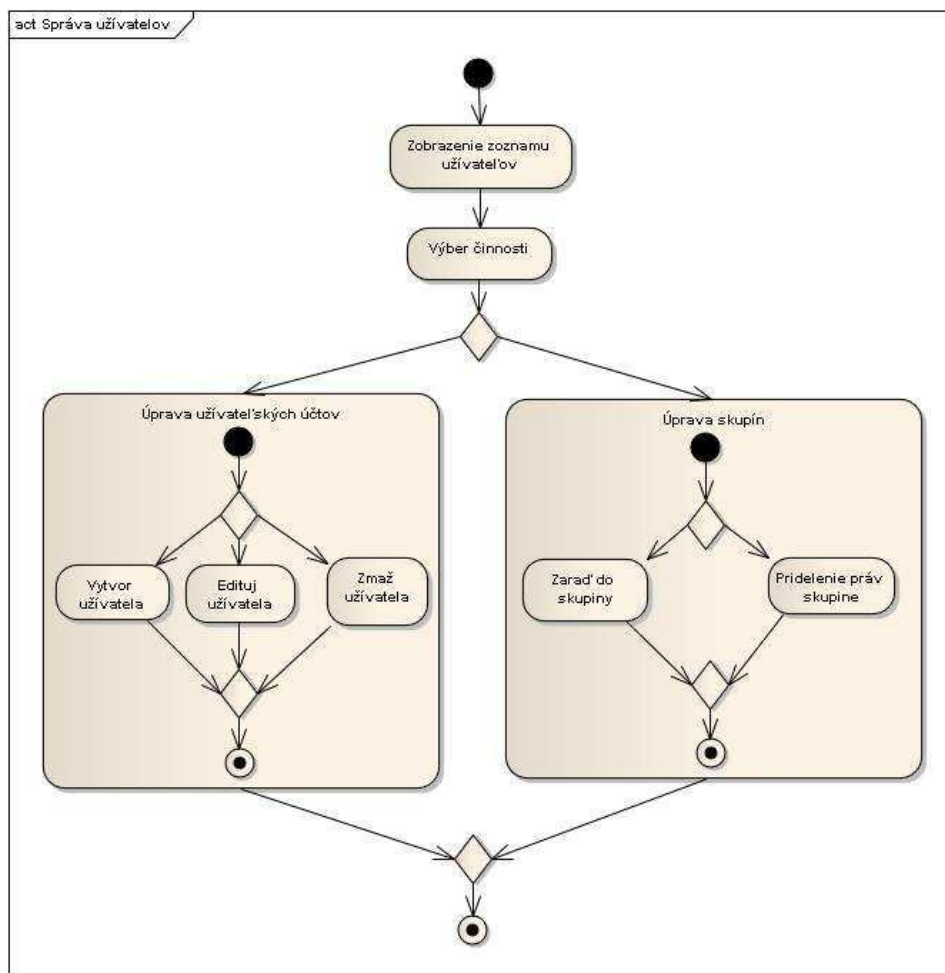 act Správa užívatelov
Zobrazenie zoznamu
užívateľov
Výber činnosti
Úprava užívateľských účtov
Vytvor
užívatela
Edituj
užívatela
Zmaž
užívatela
Úprava skupín
Zaraď do
skupiny
Pridelenie práv
skupine